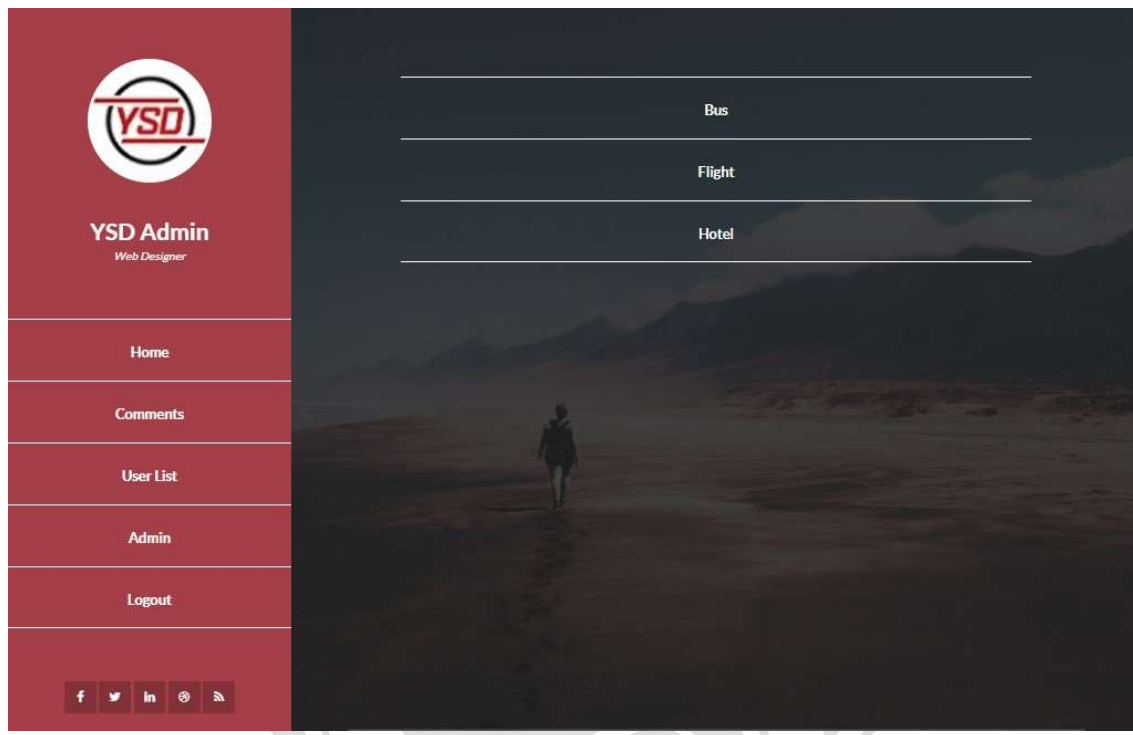 YSD
YSD Admin
Web Designer
Home
Comments
User List
Admin
Logout
Bus
Flight
Hotel